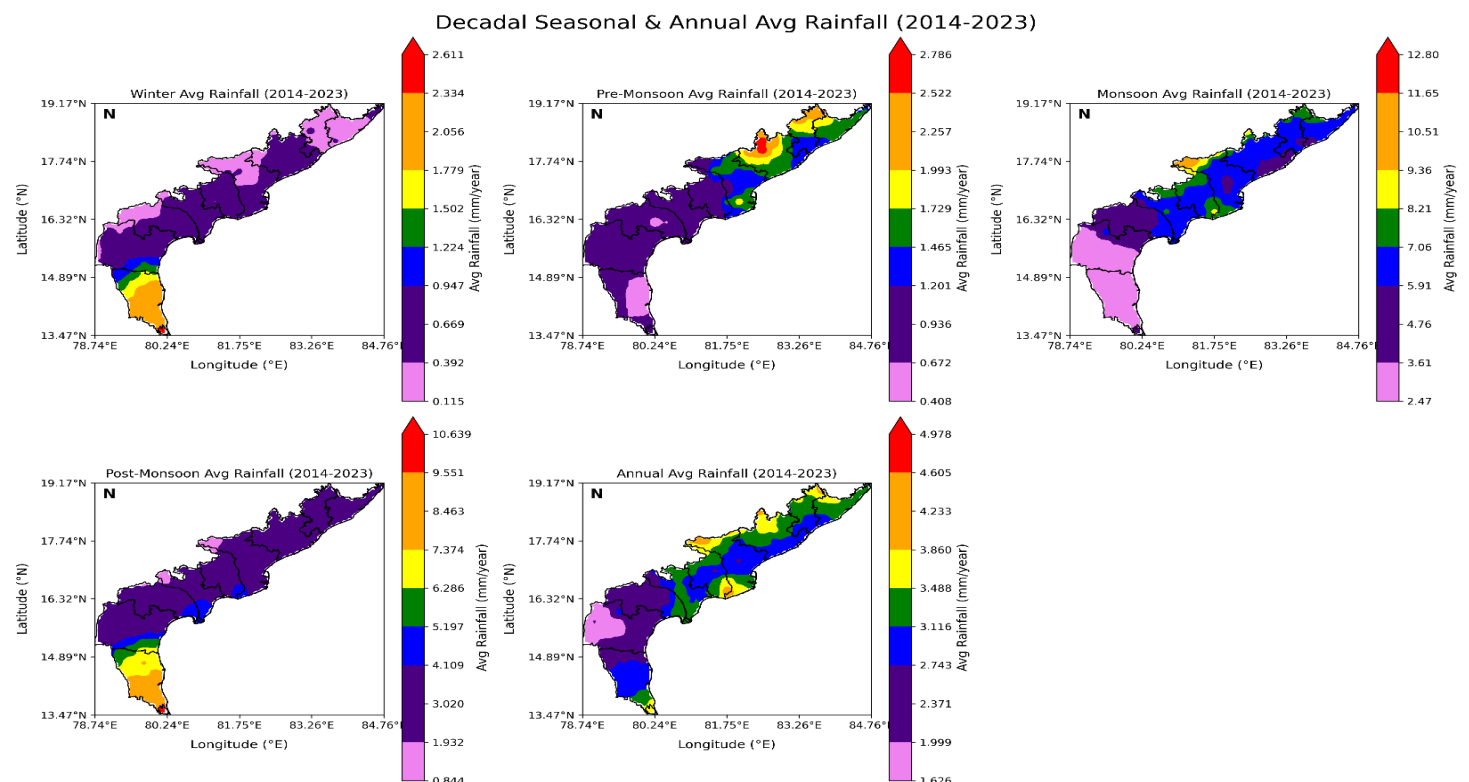 Decadal Seasonal & Annual Avg Rainfall (2014-2023)
Winter Avg Rainfall (2014-2023)
N
19.17°N
17.74°N
16.32°N
14.89°N
13.47°N
78.74°E 80.24°E 81.75°E 83.26°E 84.76°E
Latitude (°N)
Longitude (°E)
2.611
2.334
2.056
1.779
1.502
1.224
0.947
0.669
0.392
0.115
Avg Rainfall (mm/year)
Pre-Monsoon Avg Rainfall (2014-2023)
N
19.17°N
17.74°N
16.32°N
14.89°N
13.47°N
78.74°E 80.24°E 81.75°E 83.26°E 84.76°E
Latitude (°N)
Longitude (°E)
2.786
2.522
2.257
1.993
1.729
1.465
1.201
0.936
0.672
0.408
Avg Rainfall (mm/year)
Monsoon Avg Rainfall (2014-2023)
N
19.17°N
17.74°N
16.32°N
14.89°N
13.47°N
78.74°E 80.24°E 81.75°E 83.26°E 84.76°E
Latitude (°N)
Longitude (°E)
12.80
11.65
10.51
9.36
8.21
7.06
5.91
4.76
3.61
2.47
Avg Rainfall (mm/year)
Post-Monsoon Avg Rainfall (2014-2023)
N
19.17°N
17.74°N
16.32°N
14.89°N
13.47°N
78.74°E 80.24°E 81.75°E 83.26°E 84.76°E
Latitude (°N)
Longitude (°E)
10.639
9.551
8.463
7.374
6.286
5.197
4.109
3.020
1.932
0.844
Avg Rainfall (mm/year)
Annual Avg Rainfall (2014-2023)
N
19.17°N
17.74°N
16.32°N
14.89°N
13.47°N
78.74°E 80.24°E 81.75°E 83.26°E 84.76°E
Latitude (°N)
Longitude (°E)
4.978
4.605
4.233
3.860
3.488
3.116
2.743
2.371
1.999
1.626
Avg Rainfall (mm/year)